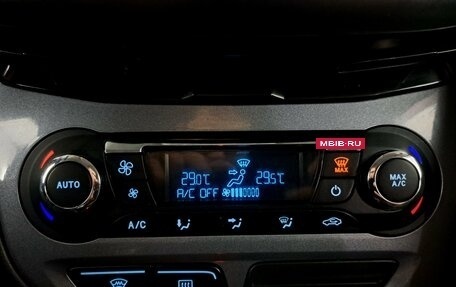 MBIB·RU
29.0°C 29.5°C
A/C OFF
AUTO
MAX
MAX
A/C
A/C